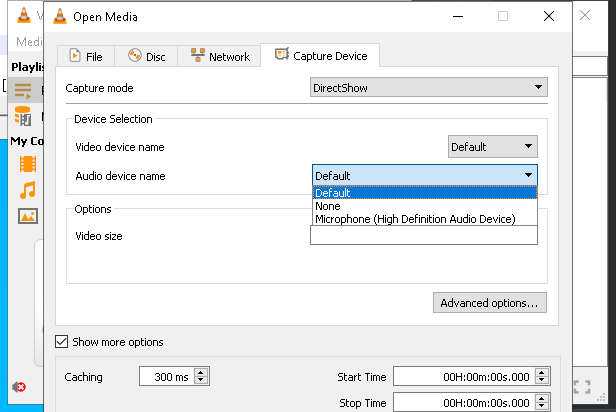 Open Media
Medi
File
Disc
Network
Capture Device
Playlis
Capture mode
DirectShow
Device Selection
Video device name
Default
My Co
Audio device name
Default
Default
None
Microphone (High Definition Audio Device)
Options
Video size
Advanced options...
Show more options
Caching
300 ms
Start Time
00H:00m:00s.000
Stop Time
00H:00m:00s.000